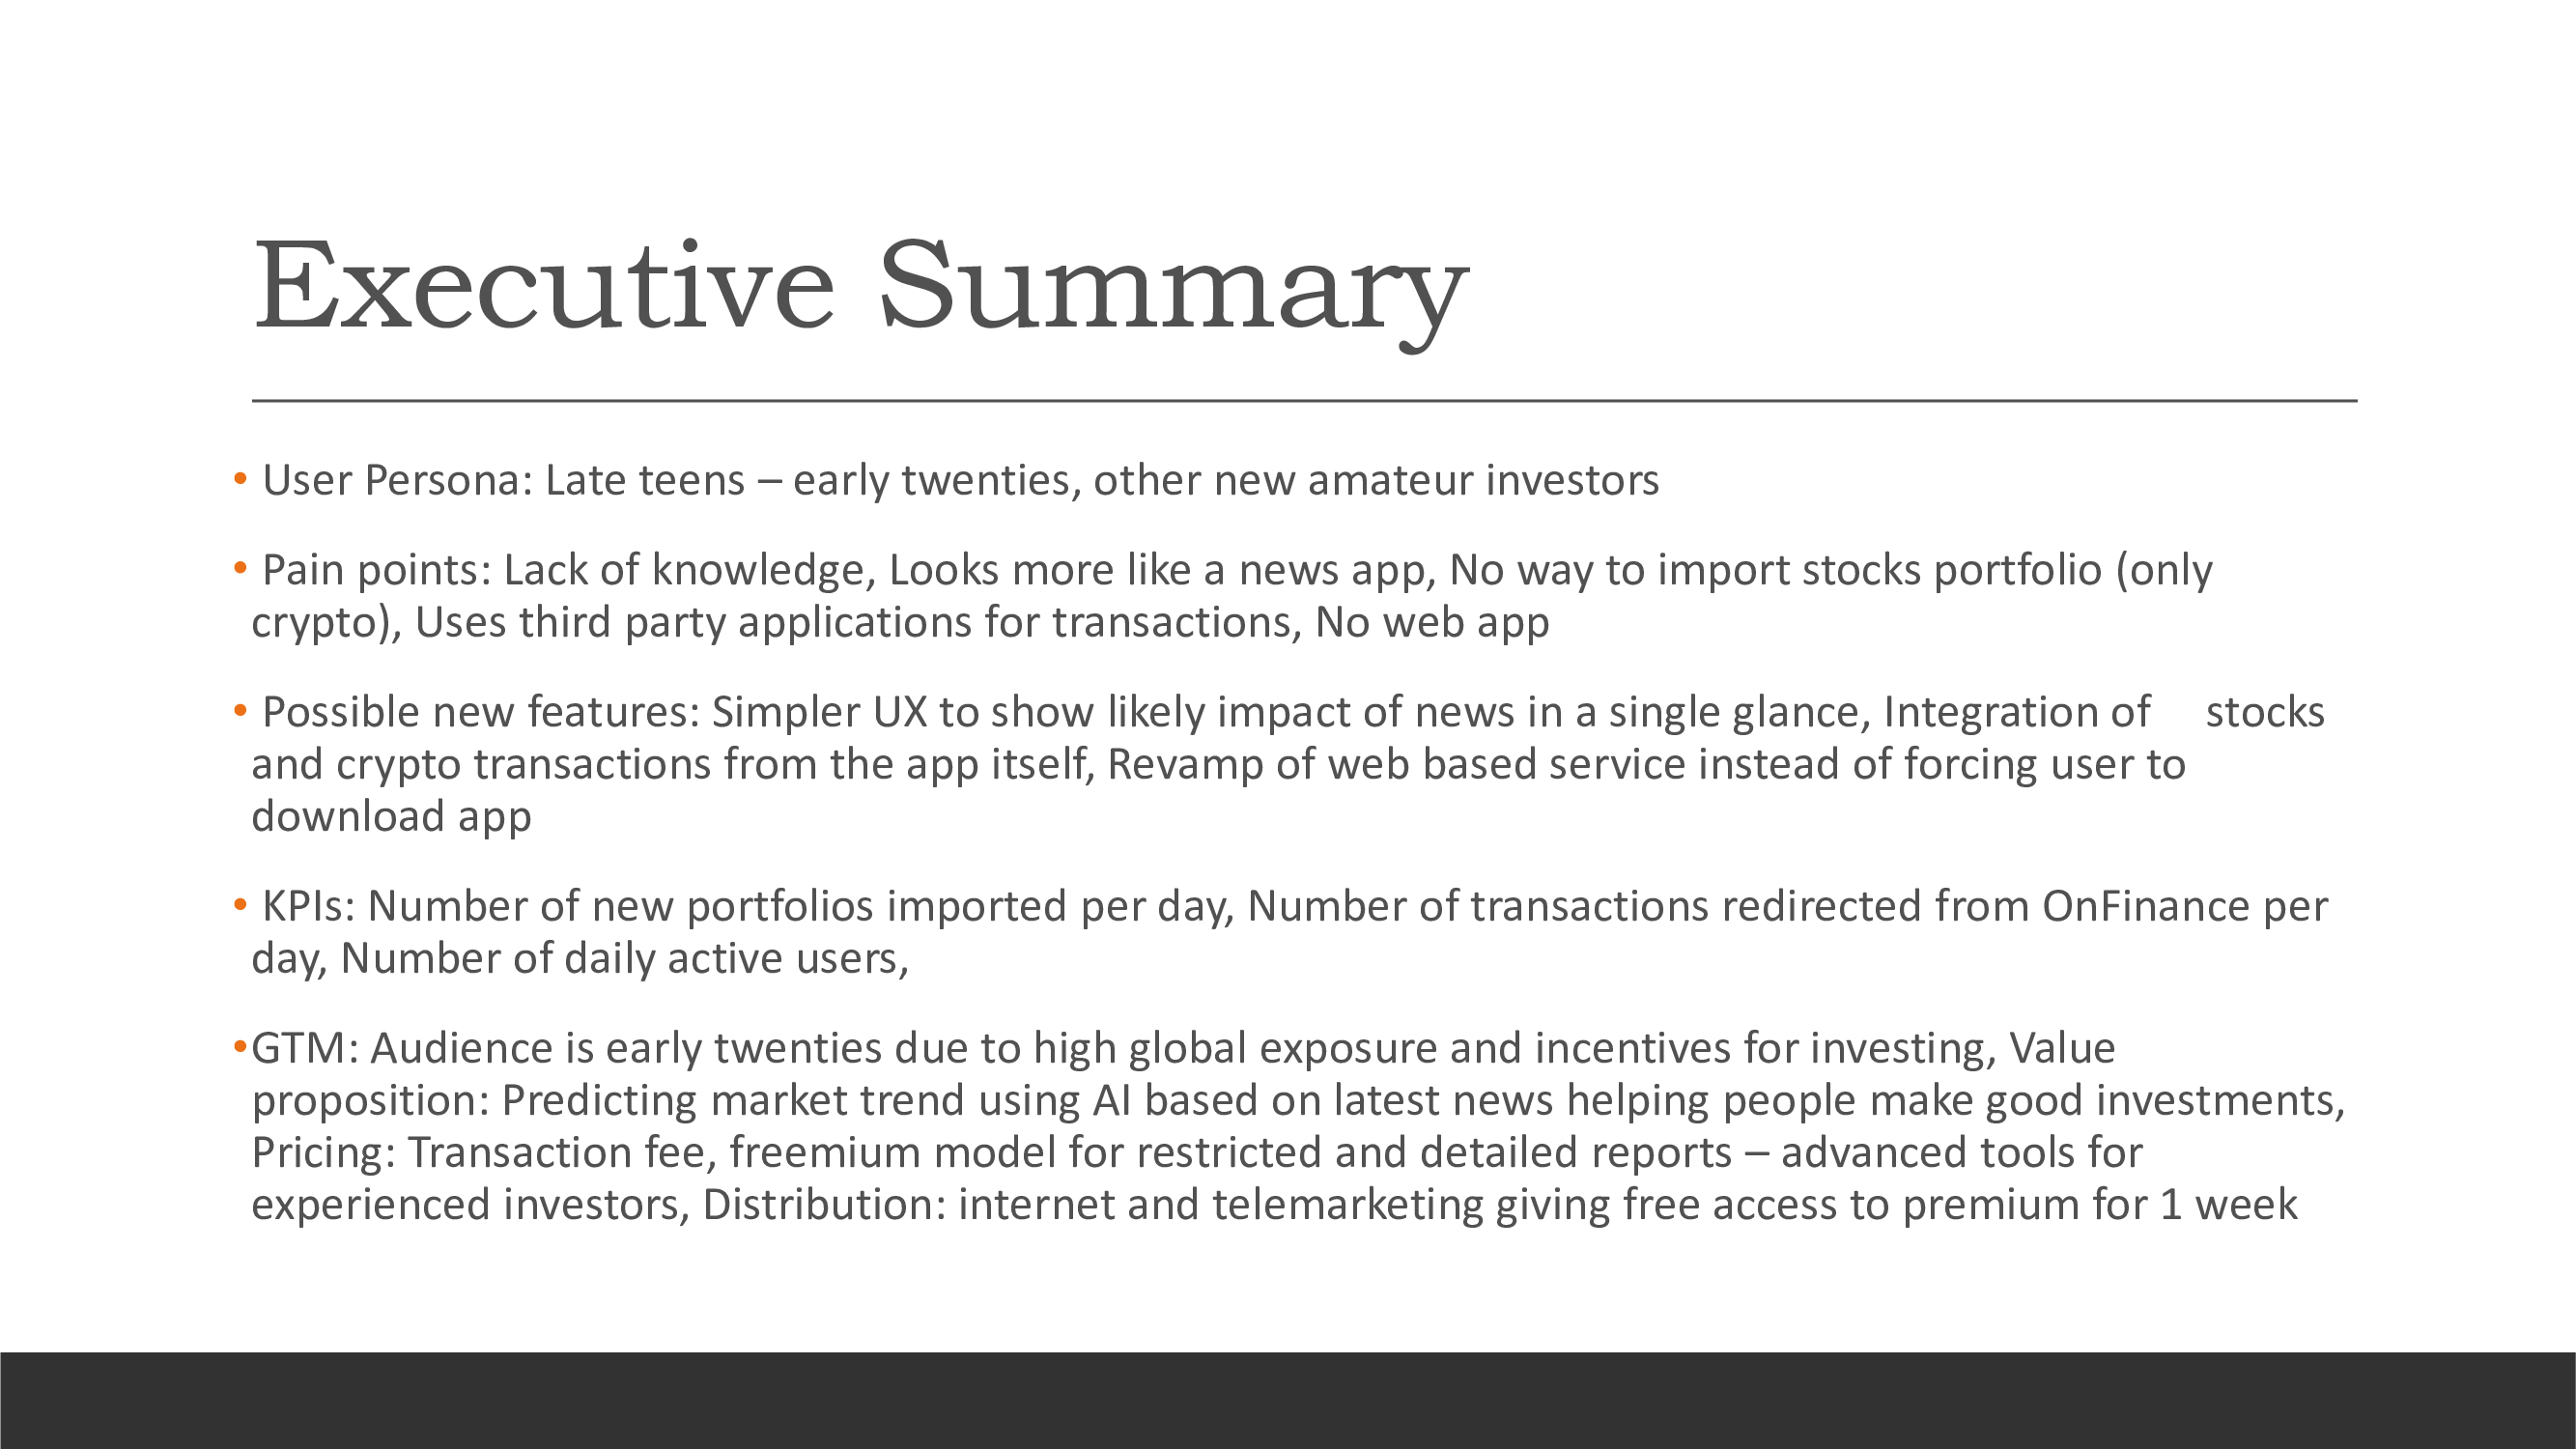 Executive Summary
• User Persona: Late teens – early twenties, other new amateur investors
• Pain points: Lack of knowledge, Looks more like a news app, No way to import stocks portfolio (only
crypto), Uses third party applications for transactions, No web app
• Possible new features: Simpler UX to show likely impact of news in a single glance, Integration of    stocks
and crypto transactions from the app itself, Revamp of web based service instead of forcing user to
download app
• KPIs: Number of new portfolios imported per day, Number of transactions redirected from OnFinance per
day, Number of daily active users,
•GTM: Audience is early twenties due to high global exposure and incentives for investing, Value
proposition: Predicting market trend using AI based on latest news helping people make good investments,
Pricing: Transaction fee, freemium model for restricted and detailed reports – advanced tools for
experienced investors, Distribution: internet and telemarketing giving free access to premium for 1 week